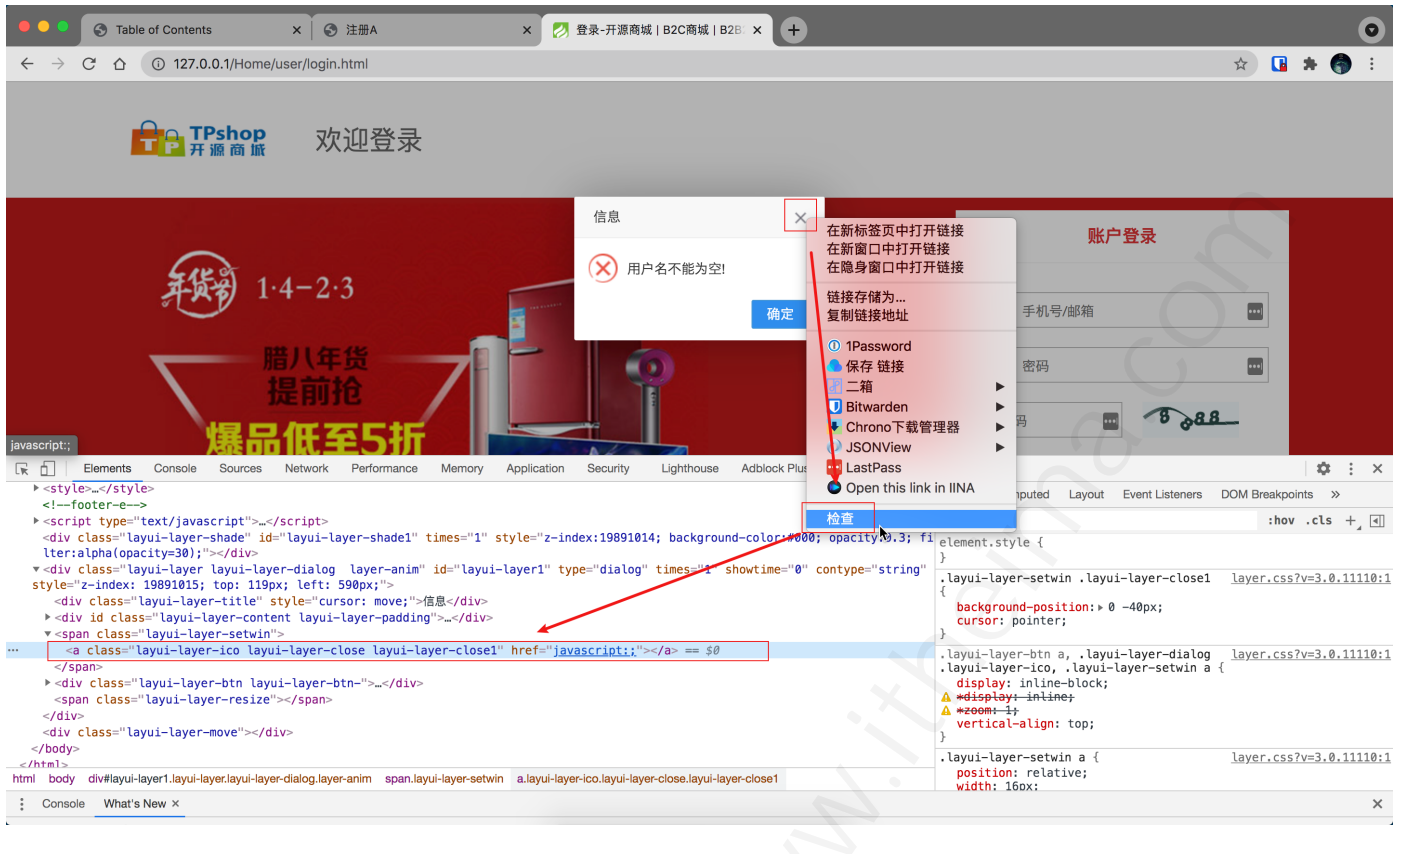 Table of Contents
注册A
登录-开源商城 | B2C商城 | B2B
127.0.0.1/Home/user/login.html
TPshop
开源商城
欢迎登录
信息
用户名不能为空!
确定
年货节 1·4-2·3
腊八年货
提前抢
爆品低至5折
账户登录
手机号/邮箱
密码
码
8 8 8 8
javascript:;
在新标签页中打开链接
在新窗口中打开链接
在隐身窗口中打开链接
链接存储为...
复制链接地址
1Password
保存 链接
二箱
Bitwarden
Chrono下载管理器
JSONView
LastPass
Open this link in IINA
检查
Elements Console Sources Network Performance Memory Application Security Lighthouse Adblock Plus
<style>…</style>
<!--footer-e-->
<script type="text/javascript">…</script>
<div class="layui-layer-shade" id="layui-layer-shade1" times="1" style="z-index:19891014; background-color:#000; opacity:0.3; fi
lter:alpha(opacity=30);"></div>
<div class="layui-layer layui-layer-dialog  layer-anim" id="layui-layer1" type="dialog" times="1" showtime="0" contype="string"
style="z-index: 19891015; top: 119px; left: 590px;">
<div class="layui-layer-title" style="cursor: move;">信息</div>
<div id class="layui-layer-content layui-layer-padding">…</div>
<span class="layui-layer-setwin">
<a class="layui-layer-ico layui-layer-close layui-layer-close1" href="javascript:;"></a> == $0
</span>
<div class="layui-layer-btn layui-layer-btn-">…</div>
<span class="layui-layer-resize"></span>
</div>
<div class="layui-layer-move"></div>
</body>
</html>
html body div#layui-layer1.layui-layer.layui-layer-dialog.layer-anim span.layui-layer-setwin a.layui-layer-ico.layui-layer-close.layui-layer-close1
Console What's New ×
Layout Event Listeners DOM Breakpoints »
:hov .cls +
element.style {
}
.layui-layer-setwin .layui-layer-close1 layer.css?v=3.0.11110:1
{
background-position: 0 -40px;
cursor: pointer;
}
.layui-layer-btn a, .layui-layer-dialog layer.css?v=3.0.11110:1
.layui-layer-ico, .layui-layer-setwin a {
display: inline-block;
*display: inline;
*zoom: 1;
vertical-align: top;
}
.layui-layer-setwin a { layer.css?v=3.0.11110:1
position: relative;
width: 16px;